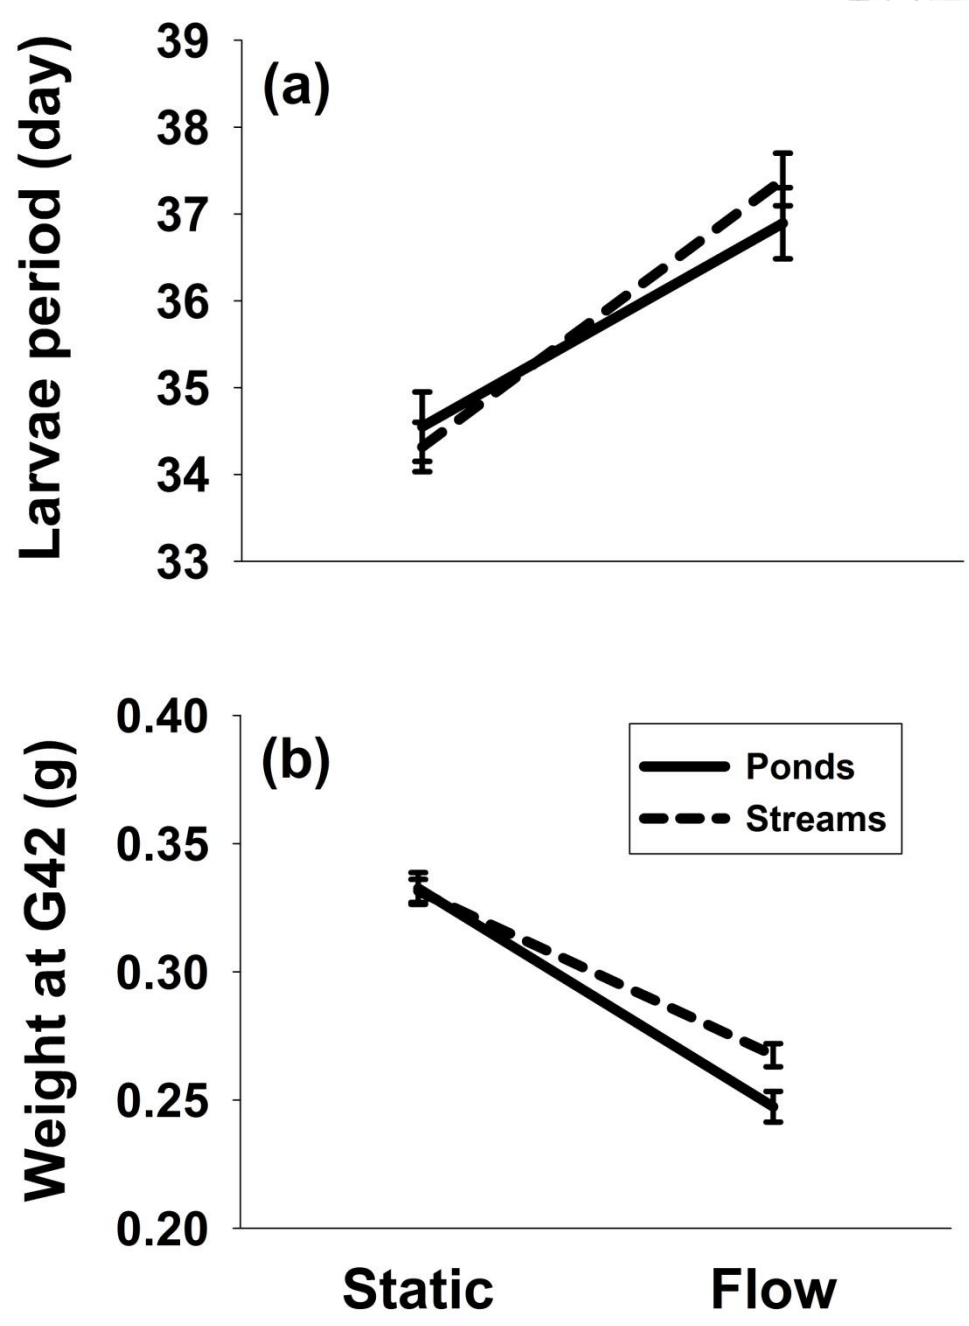 Larvae period (day)
39
38
37
36
35
34
33
(a)
Weight at G42 (g)
0.40
0.35
0.30
0.25
0.20
(b)
Ponds
Streams
Static
Flow